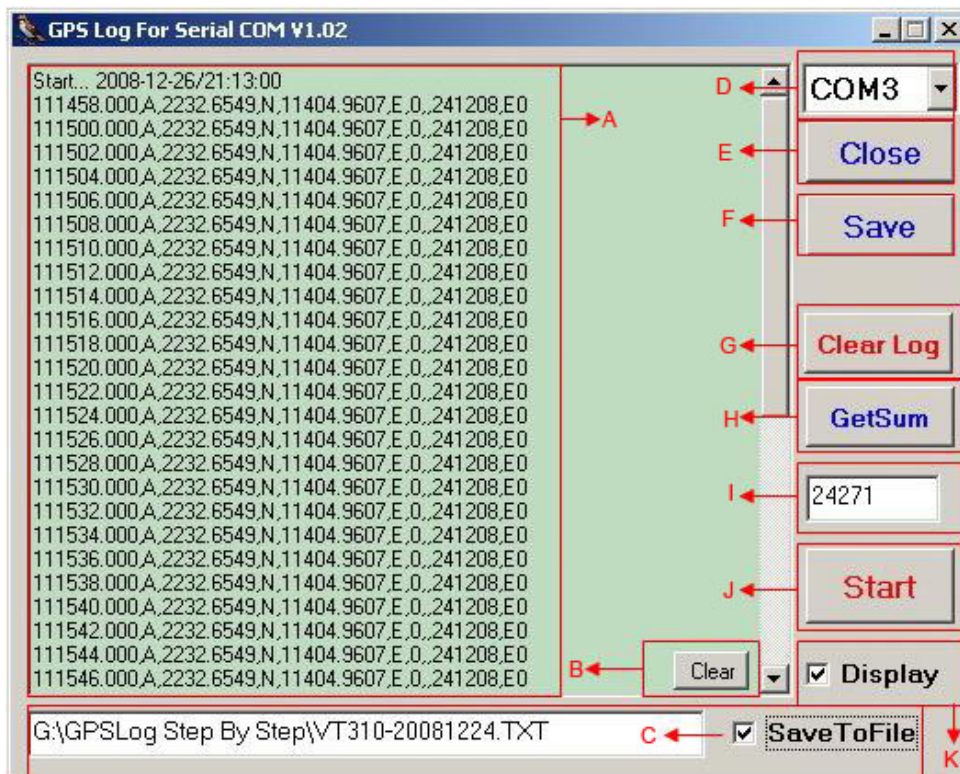 GPS Log For Serial COM V1.02
Start... 2008-12-26/21:13:00
111458.000,A,2232.6549,N,11404.9607,E,0,,241208,E0
111500.000,A,2232.6549,N,11404.9607,E,0,,241208,E0
111502.000,A,2232.6549,N,11404.9607,E,0,,241208,E0
111504.000,A,2232.6549,N,11404.9607,E,0,,241208,E0
111506.000,A,2232.6549,N,11404.9607,E,0,,241208,E0
111508.000,A,2232.6549,N,11404.9607,E,0,,241208,E0
111510.000,A,2232.6549,N,11404.9607,E,0,,241208,E0
111512.000,A,2232.6549,N,11404.9607,E,0,,241208,E0
111514.000,A,2232.6549,N,11404.9607,E,0,,241208,E0
111516.000,A,2232.6549,N,11404.9607,E,0,,241208,E0
111518.000,A,2232.6549,N,11404.9607,E,0,,241208,E0
111520.000,A,2232.6549,N,11404.9607,E,0,,241208,E0
111522.000,A,2232.6549,N,11404.9607,E,0,,241208,E0
111524.000,A,2232.6549,N,11404.9607,E,0,,241208,E0
111526.000,A,2232.6549,N,11404.9607,E,0,,241208,E0
111528.000,A,2232.6549,N,11404.9607,E,0,,241208,E0
111530.000,A,2232.6549,N,11404.9607,E,0,,241208,E0
111532.000,A,2232.6549,N,11404.9607,E,0,,241208,E0
111534.000,A,2232.6549,N,11404.9607,E,0,,241208,E0
111536.000,A,2232.6549,N,11404.9607,E,0,,241208,E0
111538.000,A,2232.6549,N,11404.9607,E,0,,241208,E0
111540.000,A,2232.6549,N,11404.9607,E,0,,241208,E0
111542.000,A,2232.6549,N,11404.9607,E,0,,241208,E0
111544.000,A,2232.6549,N,11404.9607,E,0,,241208,E0
111546.000,A,2232.6549,N,11404.9607,E,0,,241208,E0
A
B
Clear
D
COM3
E
Close
F
Save
G
Clear Log
H
GetSum
I
24271
J
Start
Display
G:\GPSLog Step By Step\VT310-20081224.TXT
C
SaveToFile
K